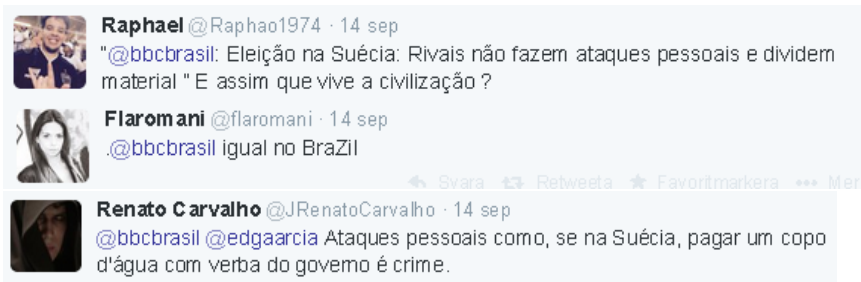 Raphael @Raphao1974 · 14 sep
"@bbcbrasil: Eleição na Suécia: Rivais não fazem ataques pessoais e dividem
material " E assim que vive a civilização ?
Flaromani @flaromani · 14 sep
.@bbcbrasil igual no BraZil
Svara Retweeta Favoritmarkera Mer
Renato Carvalho @JRenatoCarvalho · 14 sep
@bbcbrasil @edgaarcia Ataques pessoais como, se na Suécia, pagar um copo
d'água com verba do governo é crime.